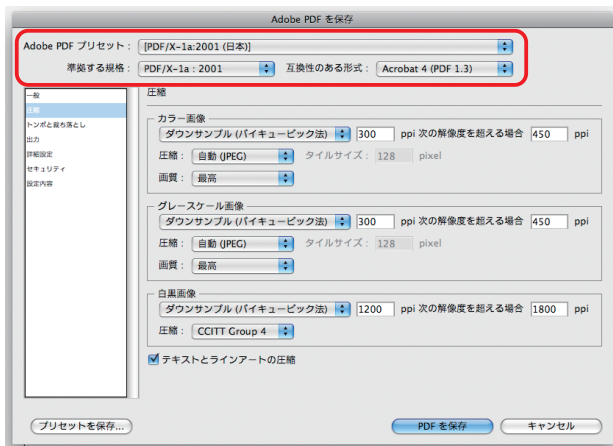 Adobe PDF を保存
Adobe PDF プリセット： [PDF/X-1a:2001 (日本)]
準拠する規格： PDF/X-1a : 2001 互換性のある形式： Acrobat 4 (PDF 1.3)
一般
圧縮
トンボと裁ち落とし
出力
詳細設定
セキュリティ
設定内容
圧縮
カラー画像
ダウンサンプル (バイキュービック法) 300 ppi 次の解像度を超える場合 450 ppi
圧縮： 自動 (JPEG) タイルサイズ： 128 pixel
画質： 最高
グレースケール画像
ダウンサンプル (バイキュービック法) 300 ppi 次の解像度を超える場合 450 ppi
圧縮： 自動 (JPEG) タイルサイズ： 128 pixel
画質： 最高
白黒画像
ダウンサンプル (バイキュービック法) 1200 ppi 次の解像度を超える場合 1800 ppi
圧縮： CCITT Group 4
テキストとラインアートの圧縮
プリセットを保存... PDF を保存 キャンセル